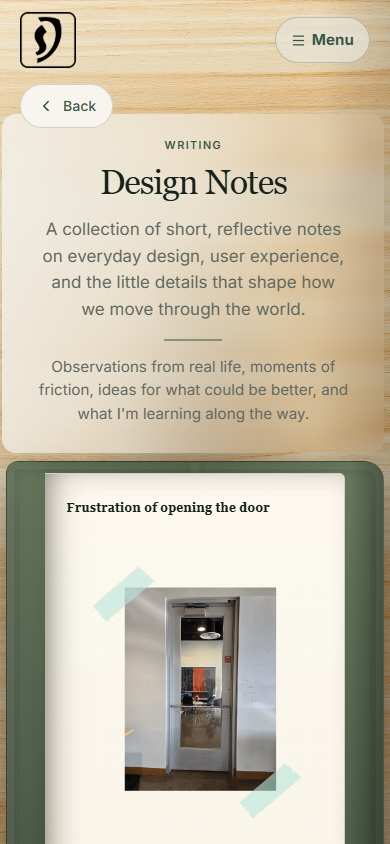 Menu
Back
WRITING
Design Notes
A collection of short, reflective notes
on everyday design, user experience,
and the little details that shape how
we move through the world.
Observations from real life, moments of
friction, ideas for what could be better, and
what I'm learning along the way.
Frustration of opening the door